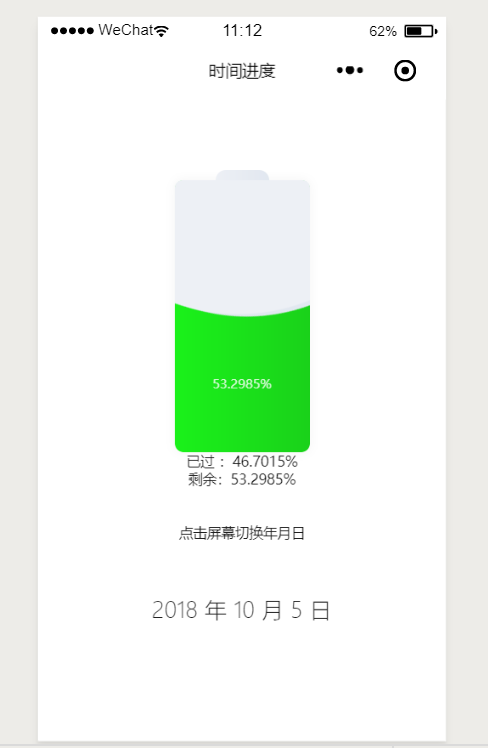 WeChat 11:12 62%
时间进度
53.2985%
已过 ：46.7015%
剩余：53.2985%
点击屏幕切换年月日
2018 年 10 月 5 日